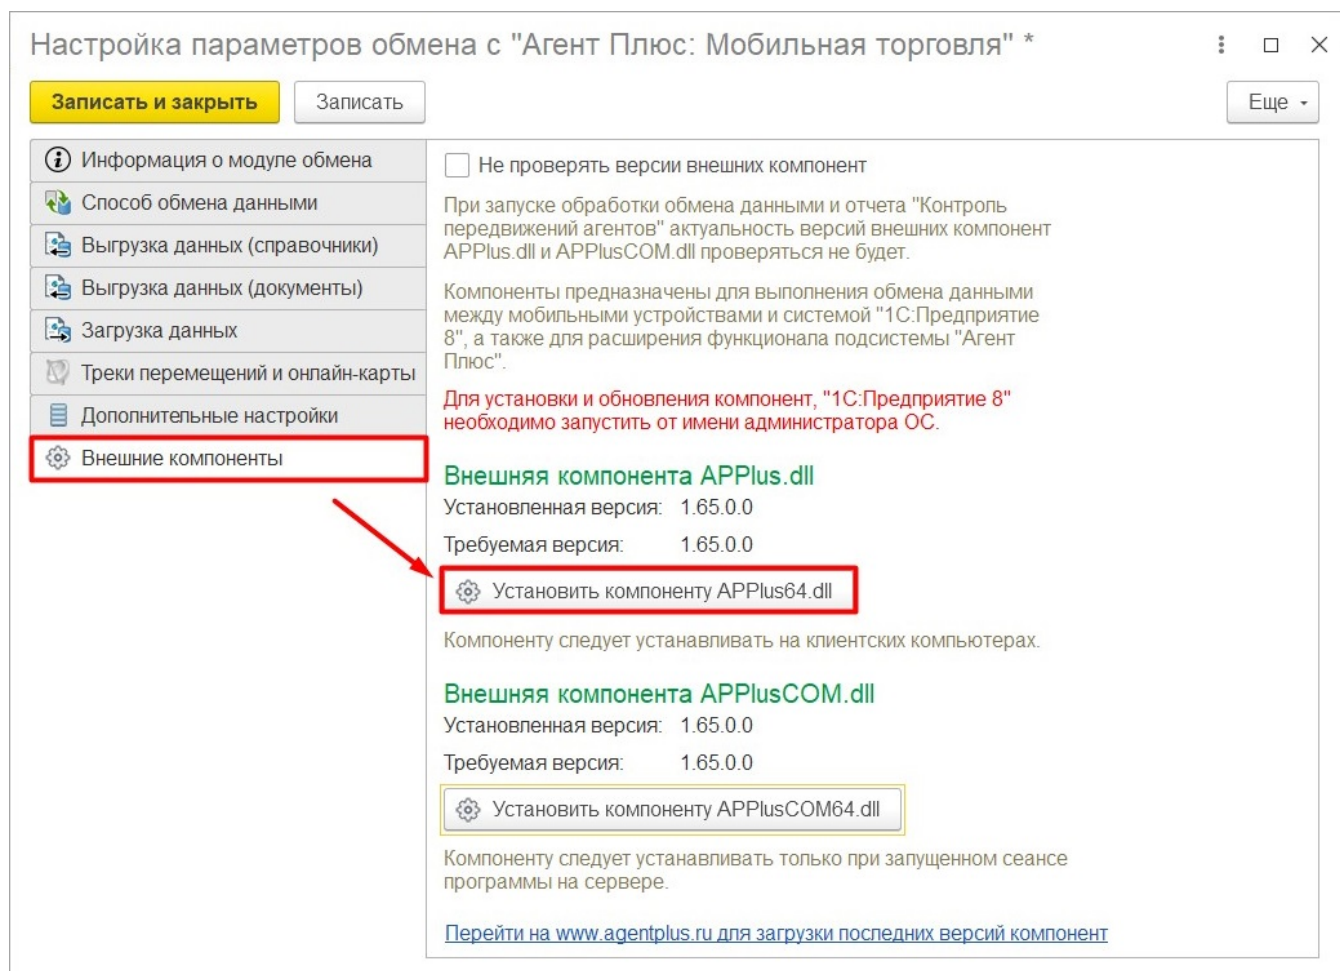 Настройка параметров обмена с "Агент Плюс: Мобильная торговля" *
Записать и закрыть
Записать
Еще
Информация о модуле обмена
Способ обмена данными
Выгрузка данных (справочники)
Выгрузка данных (документы)
Загрузка данных
Треки перемещений и онлайн-карты
Дополнительные настройки
Внешние компоненты
Не проверять версии внешних компонент
При запуске обработки обмена данными и отчета "Контроль
передвижений агентов" актуальность версий внешних компонент
APPlus.dll и APPlusCOM.dll проверяться не будет.
Компоненты предназначены для выполнения обмена данными
между мобильными устройствами и системой "1С:Предприятие
8", а также для расширения функционала подсистемы "Агент
Плюс".
Для установки и обновления компонент, "1С:Предприятие 8"
необходимо запустить от имени администратора ОС.
Внешняя компонента APPlus.dll
Установленная версия: 1.65.0.0
Требуемая версия: 1.65.0.0
Установить компоненту APPlus64.dll
Компоненту следует устанавливать на клиентских компьютерах.
Внешняя компонента APPlusCOM.dll
Установленная версия: 1.65.0.0
Требуемая версия: 1.65.0.0
Установить компоненту APPlusCOM64.dll
Компоненту следует устанавливать только при запущенном сеансе
программы на сервере.
Перейти на www.agentplus.ru для загрузки последних версий компонент